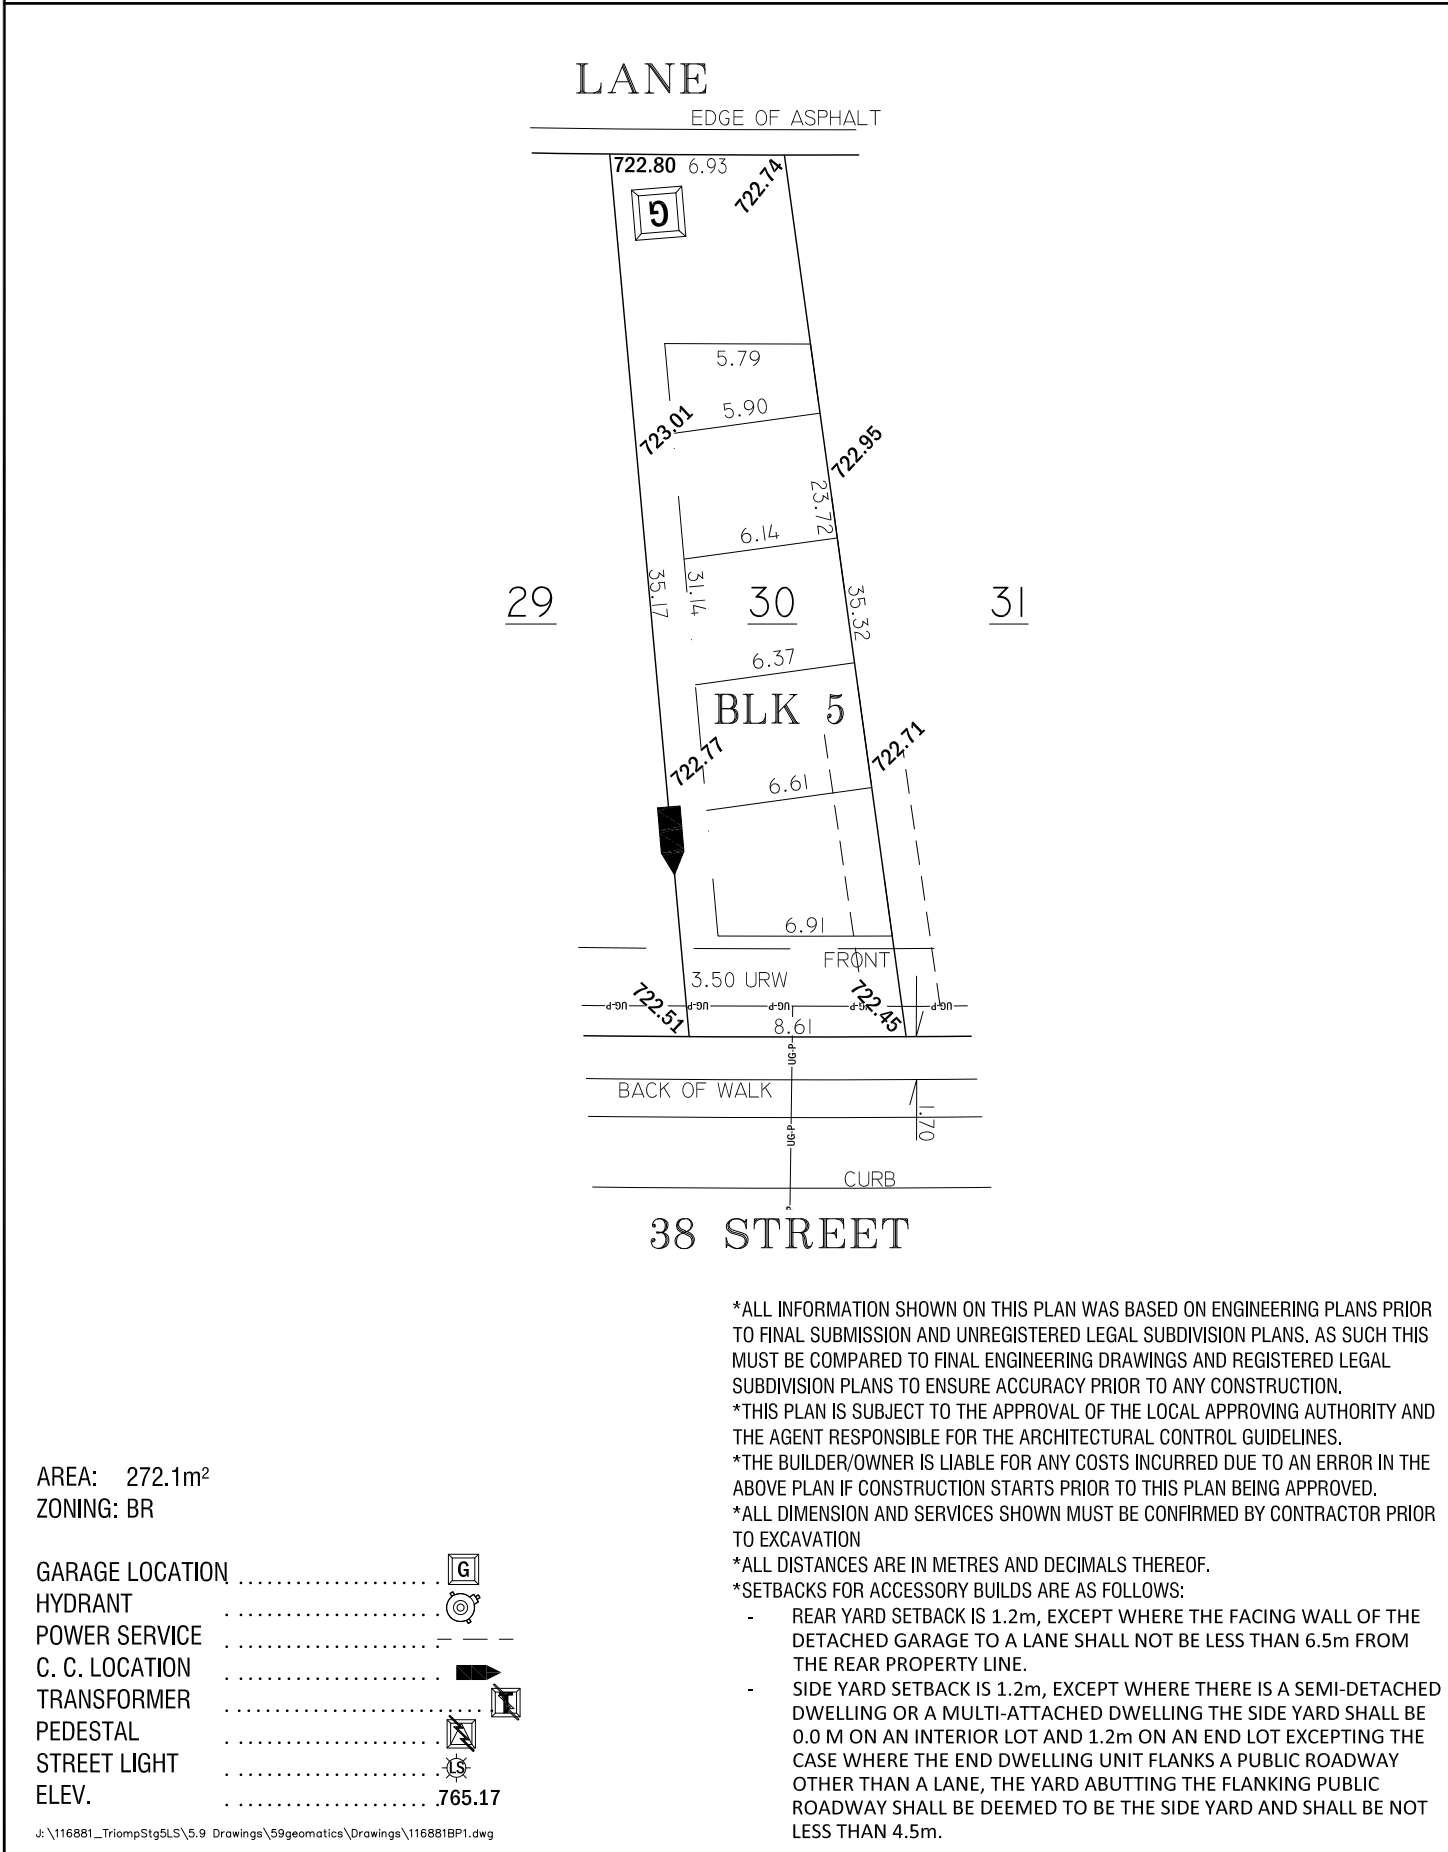 LANE
EDGE OF ASPHALT
722.80 6.93 722.74
G
5.79
5.90
723.01
722.95
23.72
6.14
35.17
31.14
35.32
29
30
31
6.37
BLK 5
722.77
722.71
6.61
6.91
FRONT
3.50 URW
722.51
722.45
UG-P UG-P UG-P UG-P UG-P
8.61
UG-P
BACK OF WALK
1.70
UG-P
CURB
P
38 STREET
*ALL INFORMATION SHOWN ON THIS PLAN WAS BASED ON ENGINEERING PLANS PRIOR
TO FINAL SUBMISSION AND UNREGISTERED LEGAL SUBDIVISION PLANS. AS SUCH THIS
MUST BE COMPARED TO FINAL ENGINEERING DRAWINGS AND REGISTERED LEGAL
SUBDIVISION PLANS TO ENSURE ACCURACY PRIOR TO ANY CONSTRUCTION.
*THIS PLAN IS SUBJECT TO THE APPROVAL OF THE LOCAL APPROVING AUTHORITY AND
THE AGENT RESPONSIBLE FOR THE ARCHITECTURAL CONTROL GUIDELINES.
*THE BUILDER/OWNER IS LIABLE FOR ANY COSTS INCURRED DUE TO AN ERROR IN THE
ABOVE PLAN IF CONSTRUCTION STARTS PRIOR TO THIS PLAN BEING APPROVED.
*ALL DIMENSION AND SERVICES SHOWN MUST BE CONFIRMED BY CONTRACTOR PRIOR
TO EXCAVATION
*ALL DISTANCES ARE IN METRES AND DECIMALS THEREOF.
*SETBACKS FOR ACCESSORY BUILDS ARE AS FOLLOWS:
- REAR YARD SETBACK IS 1.2m, EXCEPT WHERE THE FACING WALL OF THE
DETACHED GARAGE TO A LANE SHALL NOT BE LESS THAN 6.5m FROM
THE REAR PROPERTY LINE.
- SIDE YARD SETBACK IS 1.2m, EXCEPT WHERE THERE IS A SEMI-DETACHED
DWELLING OR A MULTI-ATTACHED DWELLING THE SIDE YARD SHALL BE
0.0 M ON AN INTERIOR LOT AND 1.2m ON AN END LOT EXCEPTING THE
CASE WHERE THE END DWELLING UNIT FLANKS A PUBLIC ROADWAY
OTHER THAN A LANE, THE YARD ABUTTING THE FLANKING PUBLIC
ROADWAY SHALL BE DEEMED TO BE THE SIDE YARD AND SHALL BE NOT
LESS THAN 4.5m.
AREA: 272.1m²
ZONING: BR
GARAGE LOCATION ...................... G
HYDRANT ......................
POWER SERVICE ......................
C. C. LOCATION ......................
TRANSFORMER ........................... T
PEDESTAL ......................
STREET LIGHT ...................... LS
ELEV. ...................... 765.17
J:\116881_TriompStg5LS\5.9 Drawings\59geomatics\Drawings\116881BP1.dwg